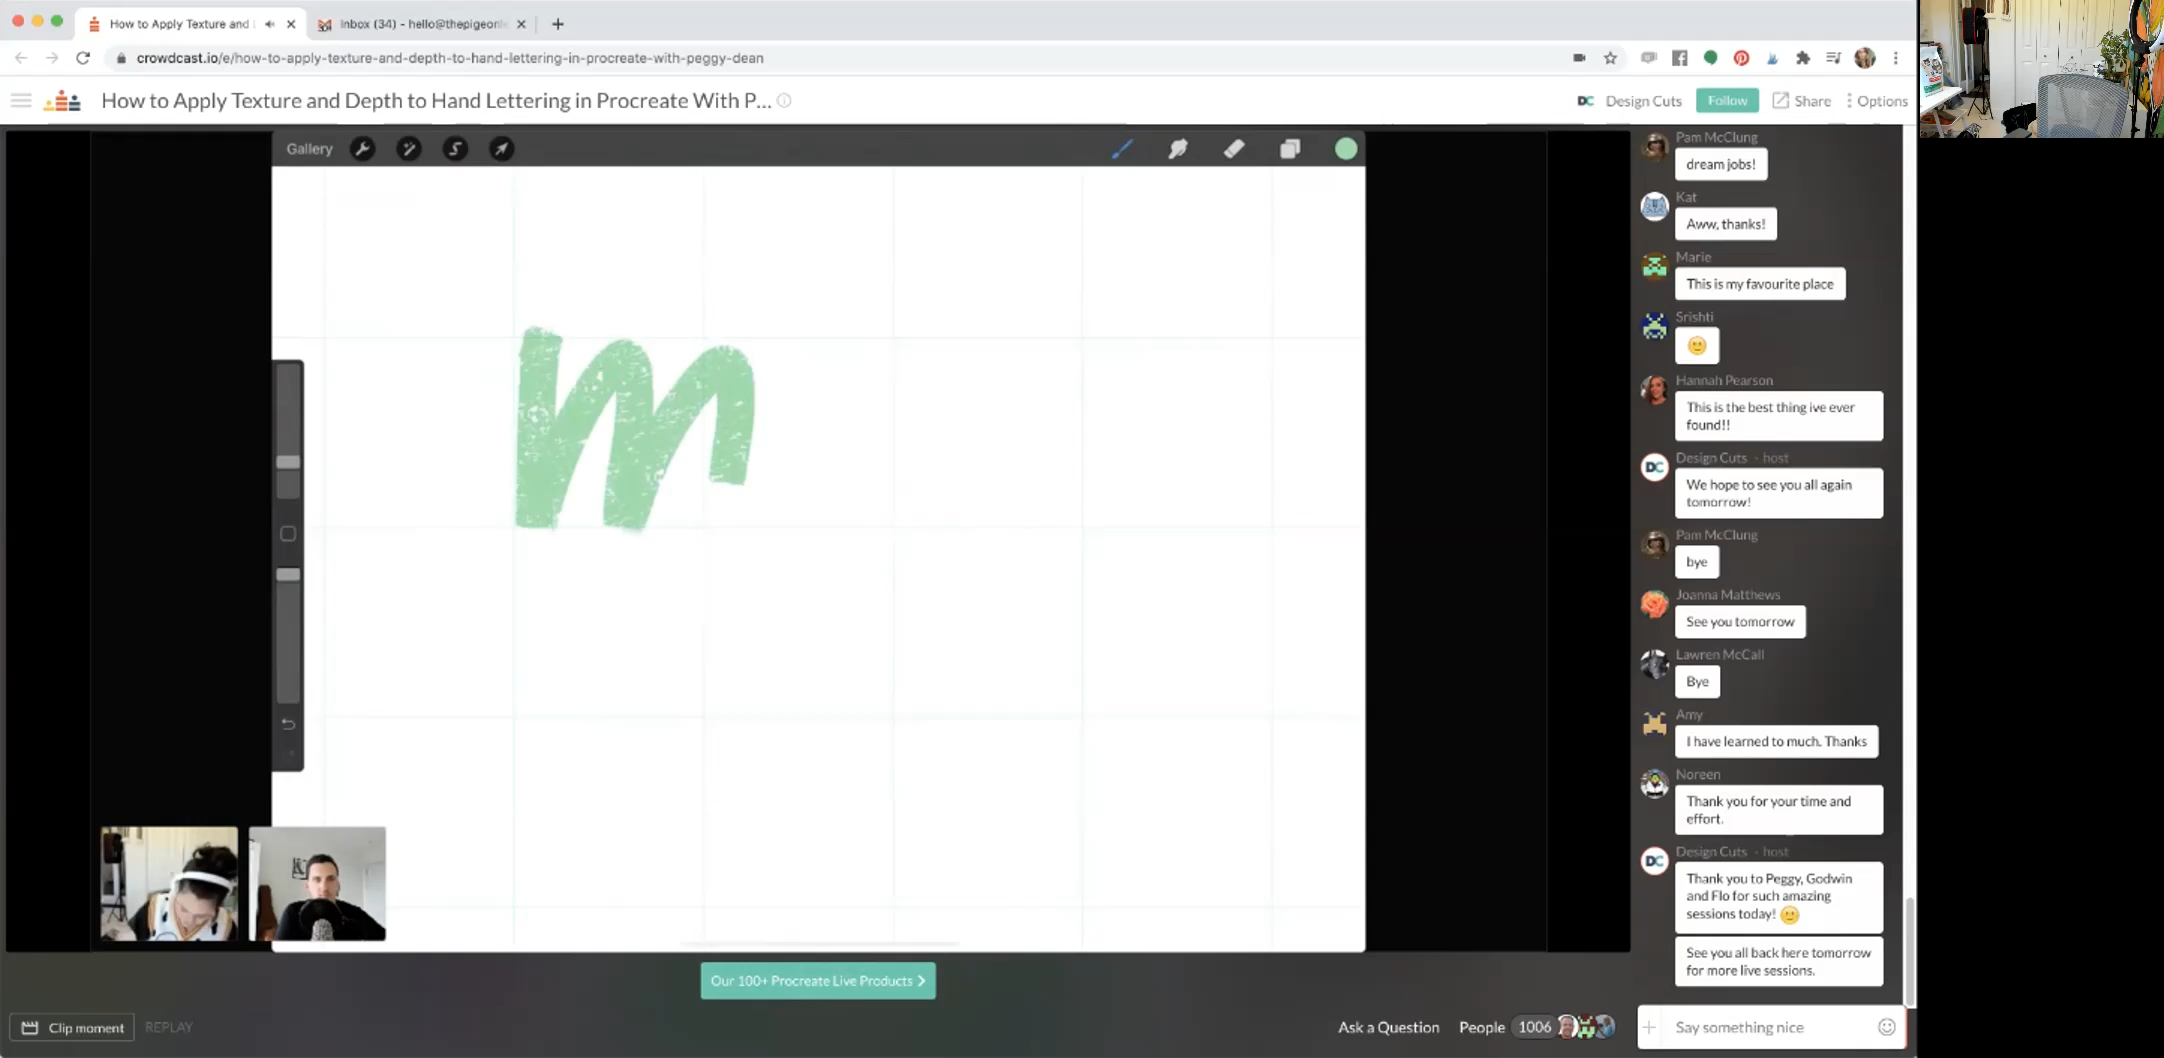 How to Apply Texture and
Inbox (34) - hello@thepigeonle
crowdcast.io/e/how-to-apply-texture-and-depth-to-hand-lettering-in-procreate-with-peggy-dean
How to Apply Texture and Depth to Hand Lettering in Procreate With P...
DC Design Cuts
Follow
Share
Options
Gallery
m
Pam McClung
dream jobs!
Kat
Aww, thanks!
Marie
This is my favourite place
Srishti
Hannah Pearson
This is the best thing ive ever
found!!
DC
Design Cuts - host
We hope to see you all again
tomorrow!
Pam McClung
bye
Joanna Matthews
See you tomorrow
Lawren McCall
Bye
Amy
I have learned to much. Thanks
Noreen
Thank you for your time and
effort.
DC
Design Cuts - host
Thank you to Peggy, Godwin
and Flo for such amazing
sessions today! 🙂
See you all back here tomorrow
for more live sessions.
Our 100+ Procreate Live Products
Clip moment
REPLAY
Ask a Question
People 1006
Say something nice